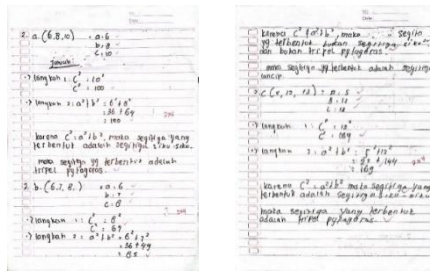 2. a. (6,8,10) : a = 6
b = 8
c = 10
Jawab:
•) langkah 1 : c² = 10²
c² = 100
•) langkah 2 : a² + b² = 6² + 8²
= 36 + 64
= 100
karena c² = a² + b², maka segitiga yang
terbentuk adalah segitiga siku-siku.
maka segitiga yg terbentuk adalah
tripel pythagoras.
2. b. (6,7,8) : a = 6
b = 7
c = 8
•) langkah 1 : c² = 8²
c² = 64
•) langkah 2 : a² + b² = 6² + 7²
= 36 + 49
= 85
karena c² ≠ a² + b², maka segitiga
yg terbentuk bukan segitiga siku²
dan bukan tripel pythagoras.
maka segitiga yg terbentuk adalah segitiga
lancip.
2. c (5, 12, 13) : a = 5
b = 12
c = 13
•) langkah 1 : c² = 13²
c² = 169
•) langkah 2 : a² + b² = 5² + 12²
= 25 + 144
= 169
karena c² = a² + b² maka segitiga yang
terbentuk adalah segitiga siku-siku
maka segitiga yang terbentuk
adalah tripel pythagoras.